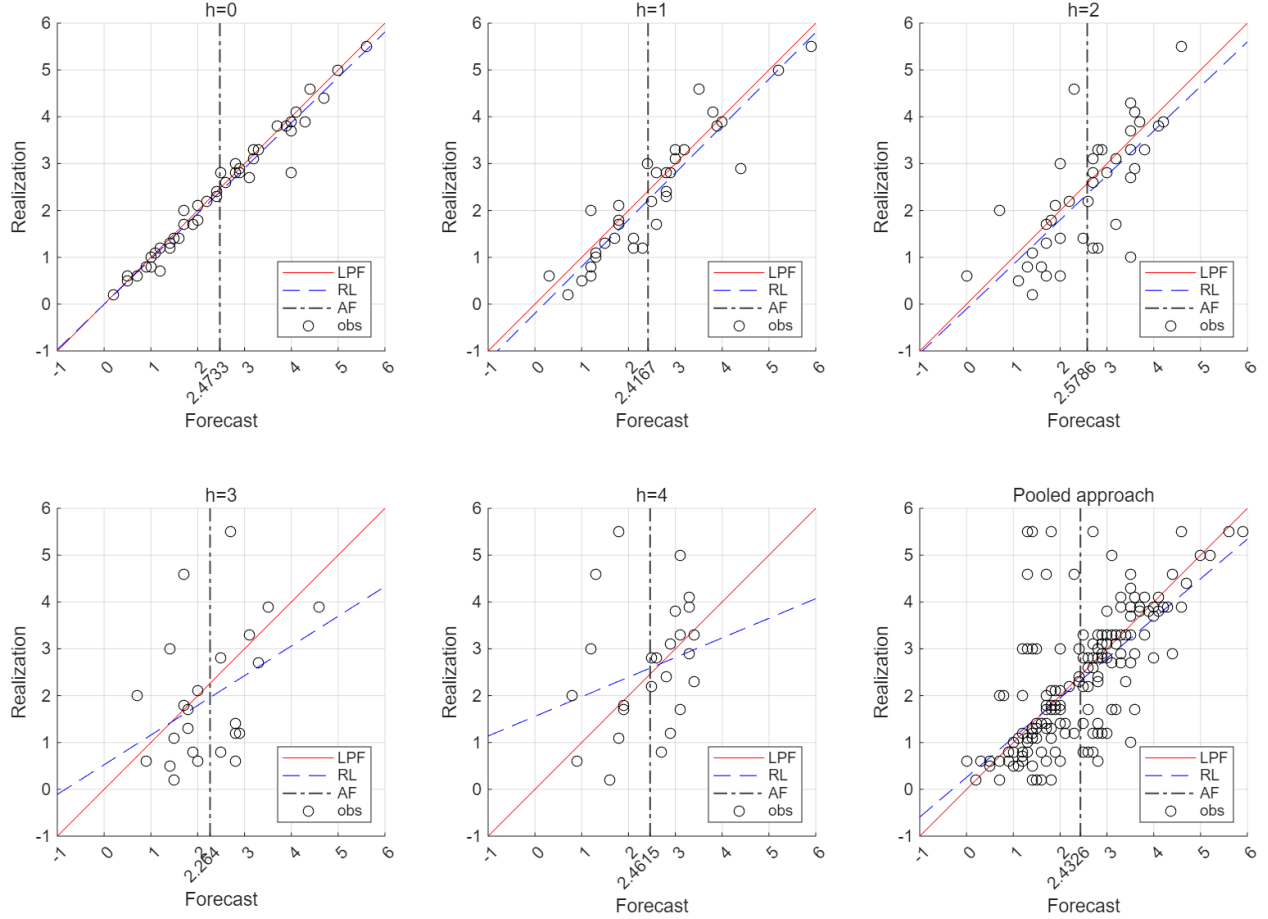 h=0
6
5
4
3
2
1
0
-1
Realization
LPF
RL
AF
obs
-1 0 1 2 2.4733 3 4 5 6
Forecast
h=1
6
5
4
3
2
1
0
-1
Realization
LPF
RL
AF
obs
-1 0 1 2 2.4167 3 4 5 6
Forecast
h=2
6
5
4
3
2
1
0
-1
Realization
LPF
RL
AF
obs
-1 0 1 2 2.5786 3 4 5 6
Forecast
h=3
6
5
4
3
2
1
0
-1
Realization
LPF
RL
AF
obs
-1 0 1 2 2.264 3 4 5 6
Forecast
h=4
6
5
4
3
2
1
0
-1
Realization
LPF
RL
AF
obs
-1 0 1 2 2.4615 3 4 5 6
Forecast
Pooled approach
6
5
4
3
2
1
0
-1
Realization
LPF
RL
AF
obs
-1 0 1 2 2.4326 3 4 5 6
Forecast